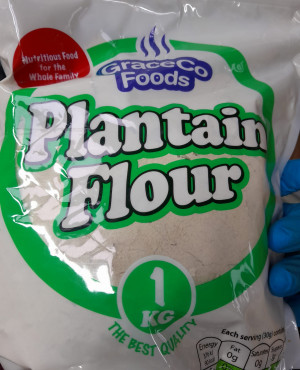 Nutritious Food
for the
Whole Family
GraceCo
Foods
Plantain
Flour
1
KG
THE BEST QUALITY
Each serving (30g)
Energy
Fat
0g
0g